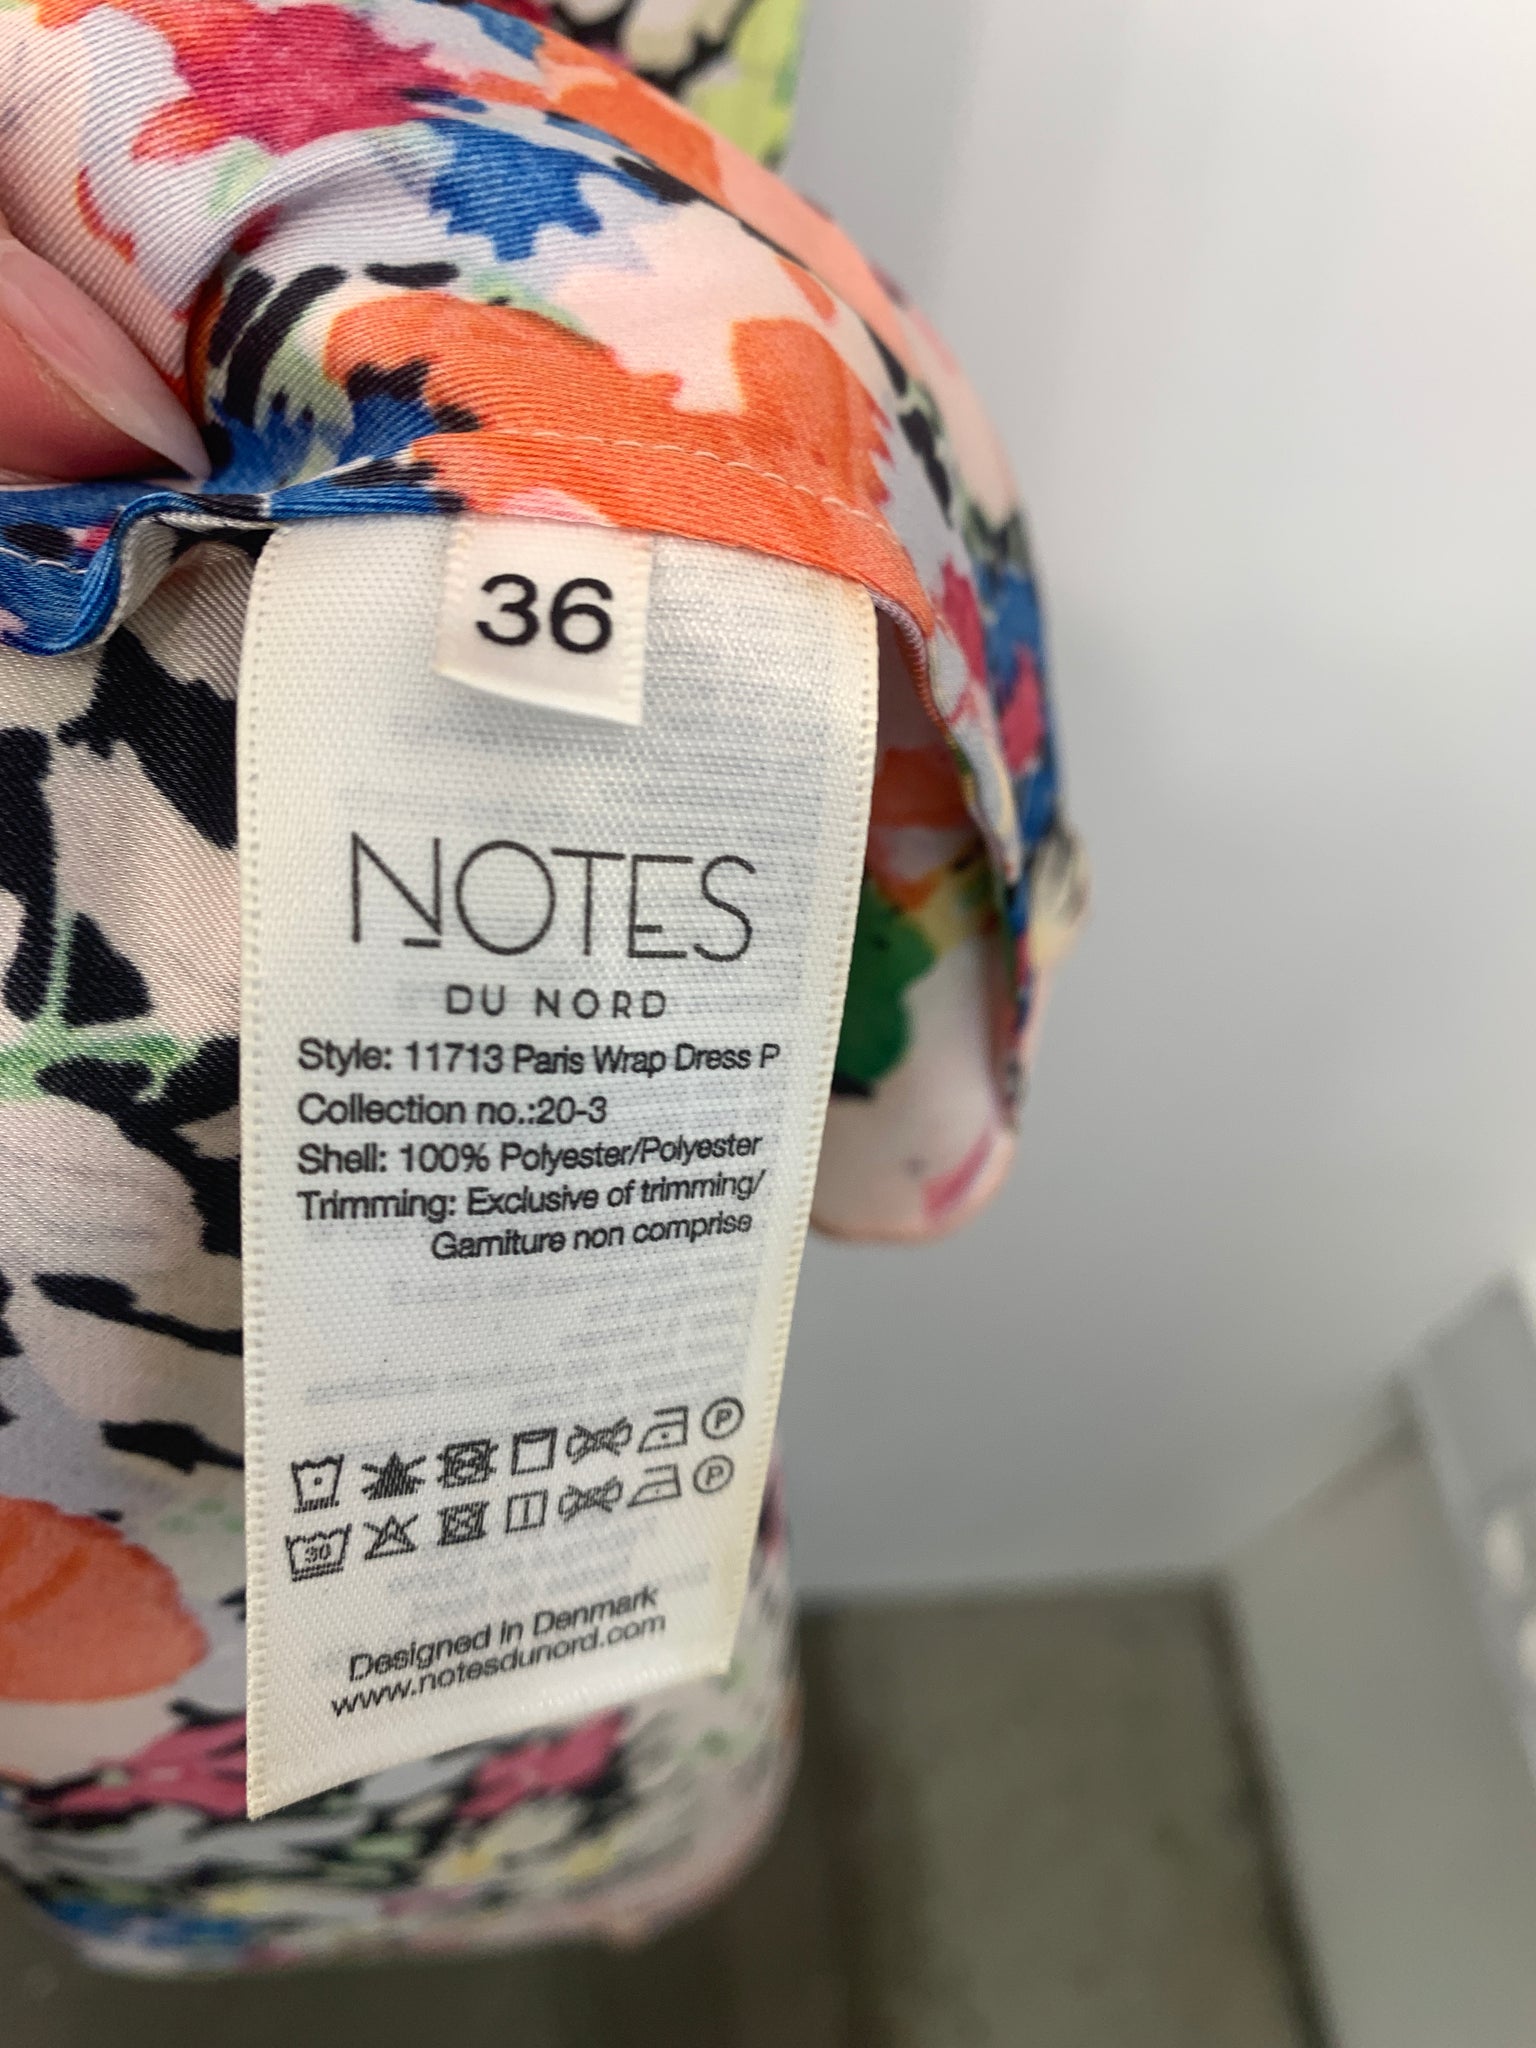 36
NOTES
DU NORD
Style: 11713 Paris Wrap Dress P
Collection no.:20-3
Shell: 100% Polyester/Polyester
Trimming: Exclusive of trimming/
Garniture non comprise
P
30 P
Designed in Denmark
www.notesdunord.com